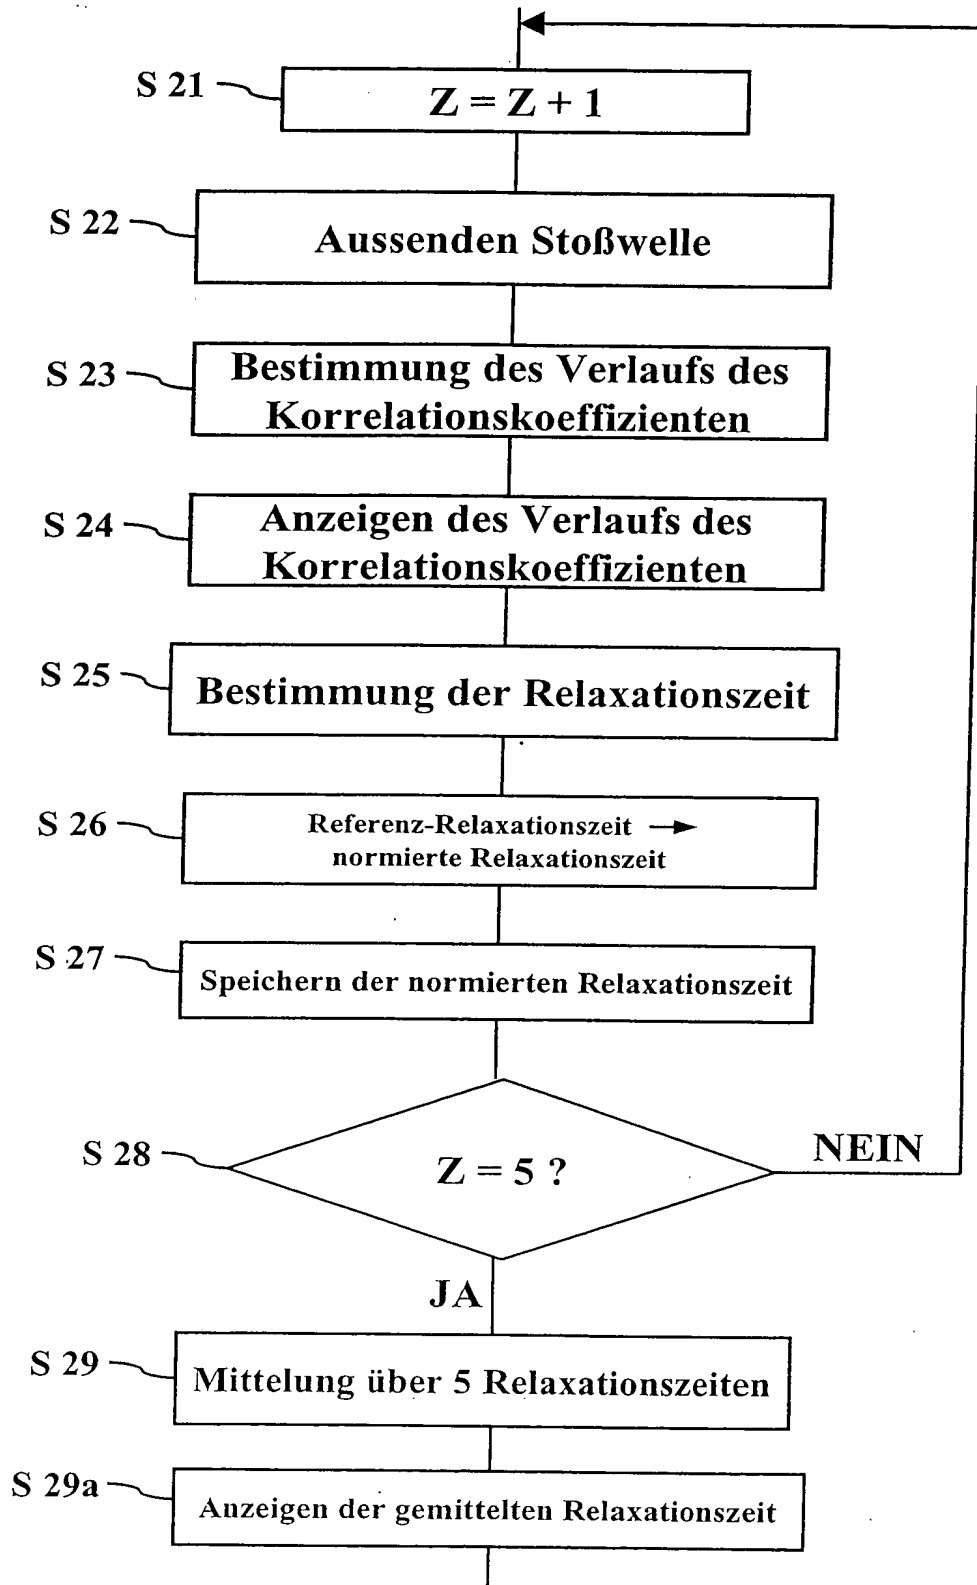 S 21
Z = Z + 1
S 22
Aussenden Stoßwelle
S 23
Bestimmung des Verlaufs des
Korrelationskoeffizienten
S 24
Anzeigen des Verlaufs des
Korrelationskoeffizienten
S 25
Bestimmung der Relaxationszeit
S 26
Referenz-Relaxationszeit →
normierte Relaxationszeit
S 27
Speichern der normierten Relaxationszeit
S 28
Z = 5 ?
NEIN
JA
S 29
Mittelung über 5 Relaxationszeiten
S 29a
Anzeigen der gemittelten Relaxationszeit